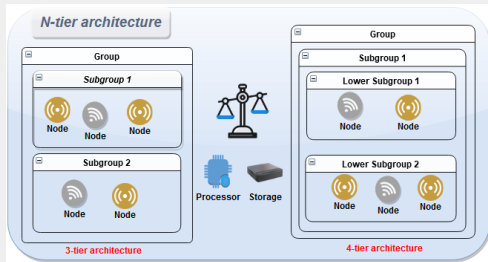 N-tier architecture
Group
Subgroup 1
Node
Node
Node
Subgroup 2
Node
Node
3-tier architecture
Processor
Storage
Group
Subgroup 1
Lower Subgroup 1
Node
Node
Lower Subgroup 2
Node
Node
Node
4-tier architecture